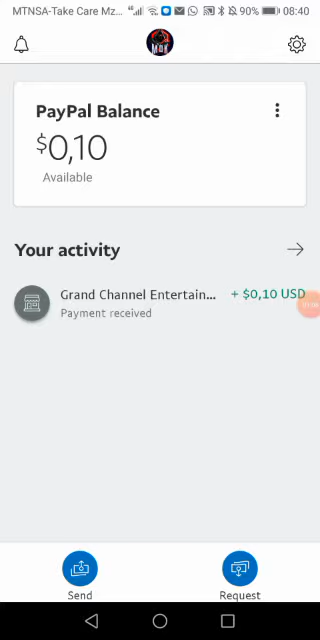 MTNSA-Take Care Mz... 90% 08:40
PayPal Balance
$0,10
Available
Your activity
Grand Channel Entertain... + $0,10 USD
Payment received
Send Request